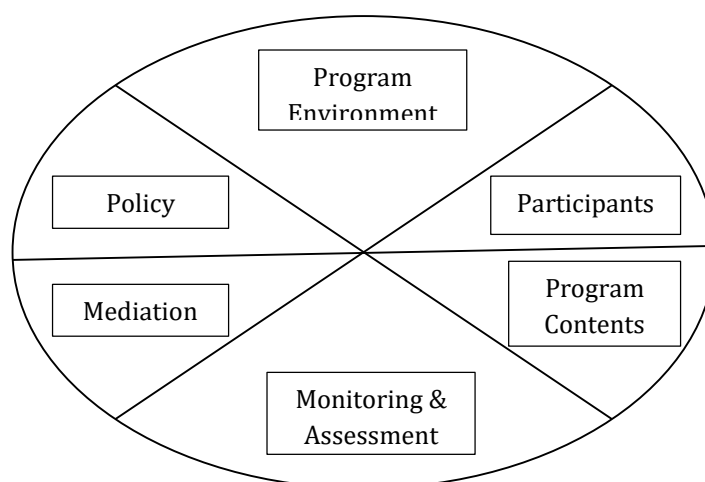 Program
Environment
Policy
Participants
Mediation
Program
Contents
Monitoring &
Assessment